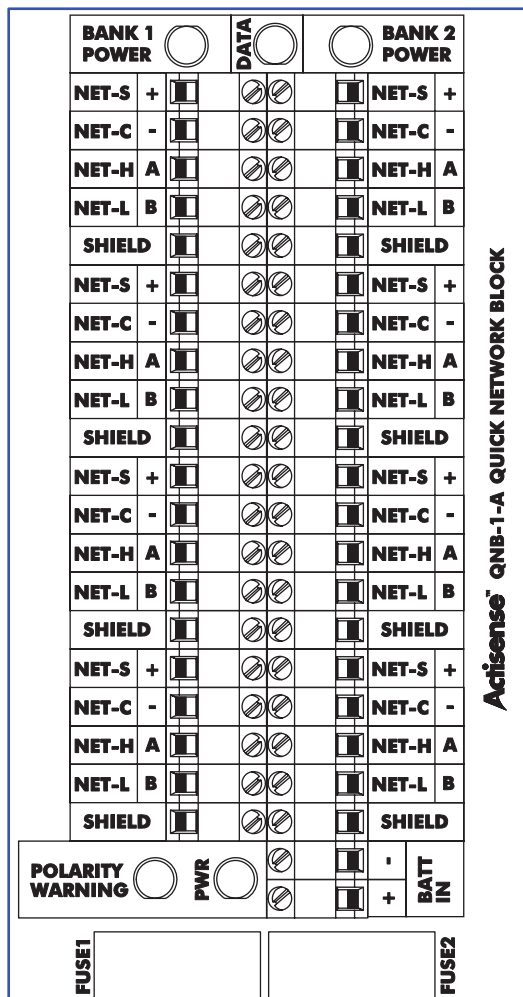 BANK 1 POWER DATA BANK 2 POWER
NET-S + NET-S +
NET-C - NET-C -
NET-H A NET-H A
NET-L B NET-L B
SHIELD SHIELD
NET-S + NET-S +
NET-C - NET-C -
NET-H A NET-H A
NET-L B NET-L B
SHIELD SHIELD
NET-S + NET-S +
NET-C - NET-C -
NET-H A NET-H A
NET-L B NET-L B
SHIELD SHIELD
NET-S + NET-S +
NET-C - NET-C -
NET-H A NET-H A
NET-L B NET-L B
SHIELD SHIELD
POLARITY WARNING PWR - + BATT IN
FUSE1 FUSE2
Actisense™ QNB-1-A QUICK NETWORK BLOCK